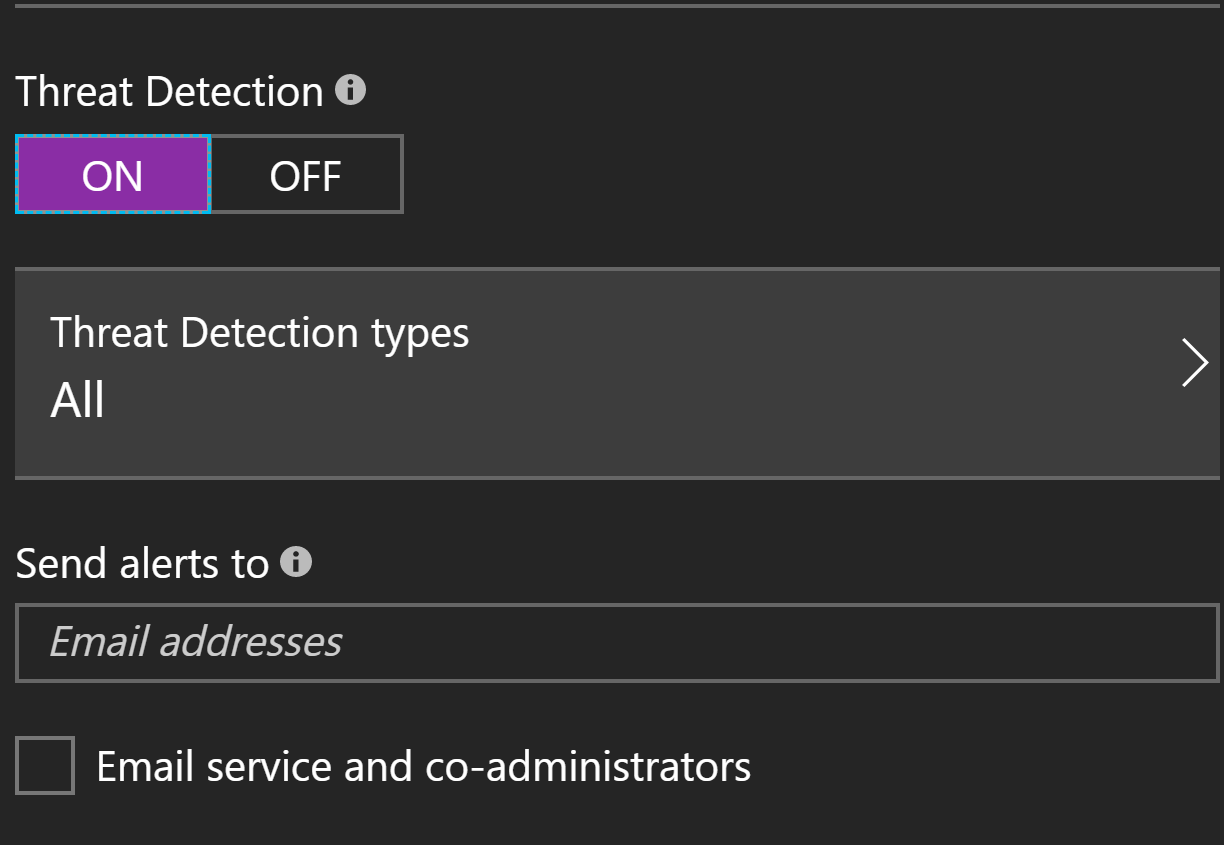 Threat Detection
ON OFF
Threat Detection types
All
Send alerts to
Email addresses
Email service and co-administrators